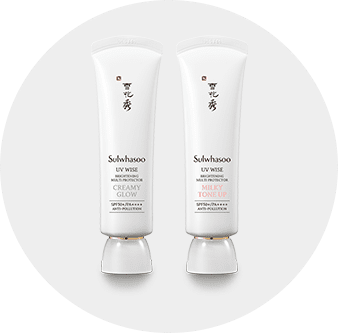 雪
花
秀
Sulwhasoo
UV WISE
BRIGHTENING
MULTI PROTECTOR
CREAMY
GLOW
SPF50+/PA++++
ANTI-POLLUTION
雪
花
秀
Sulwhasoo
UV WISE
BRIGHTENING
MULTI PROTECTOR
MILKY
TONE UP
SPF50+/PA++++
ANTI-POLLUTION